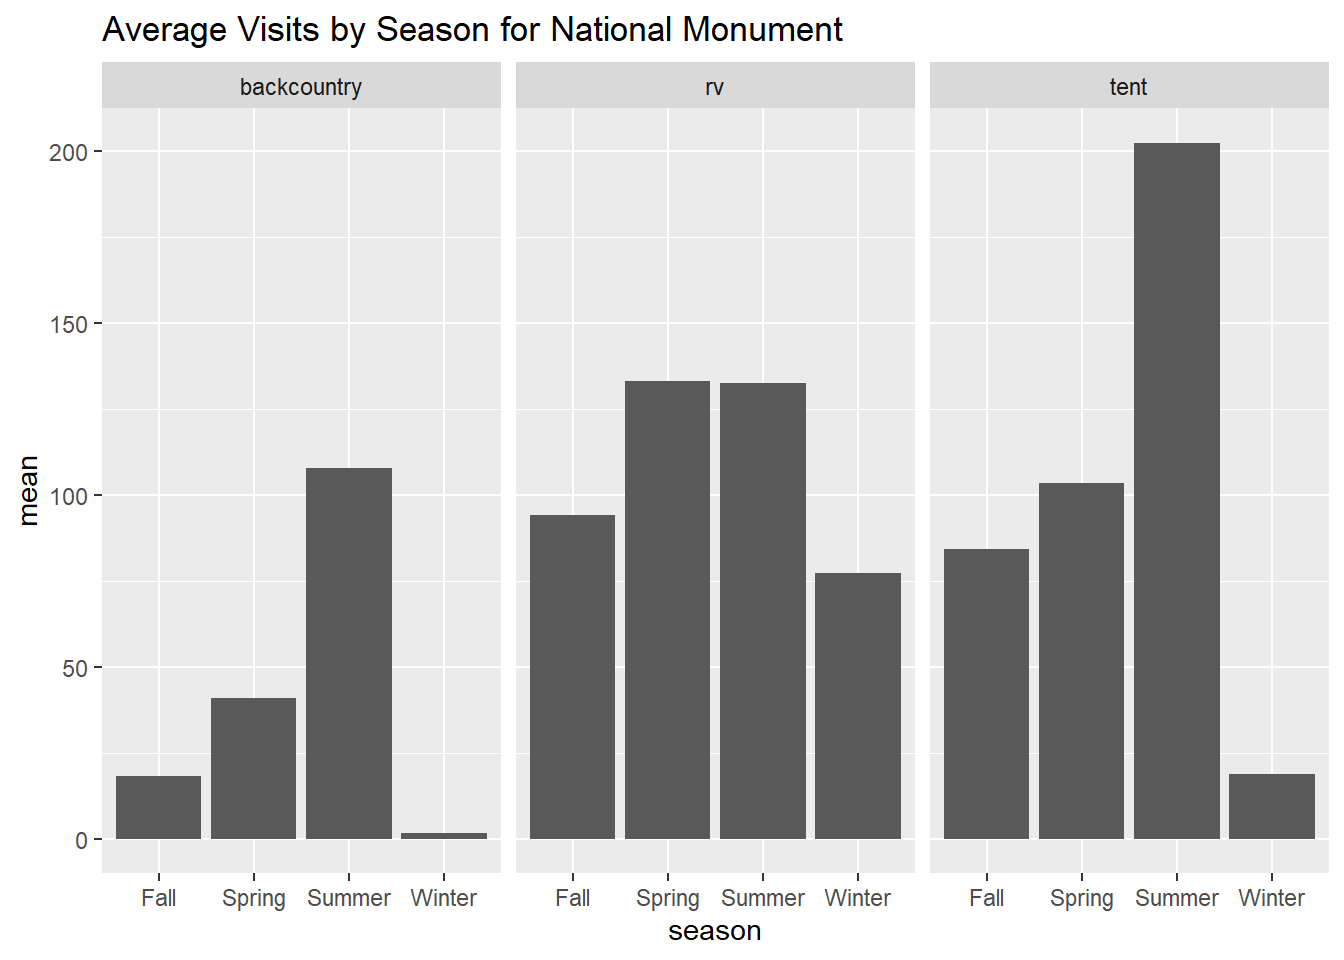 Average Visits by Season for National Monument
backcountry rv tent
200
150
100
50
0
mean
Fall Spring Summer Winter Fall Spring Summer Winter Fall Spring Summer Winter
season